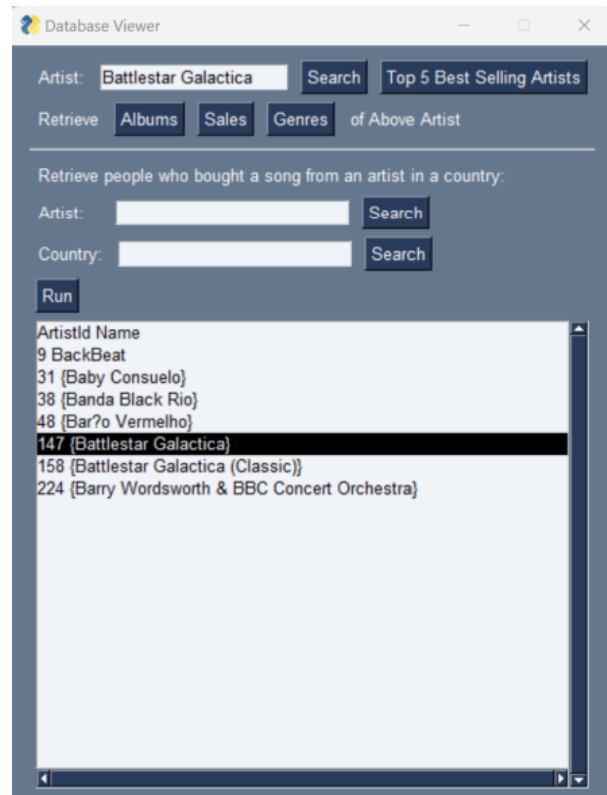 Database Viewer
Artist: Battlestar Galactica Search Top 5 Best Selling Artists
Retrieve Albums Sales Genres of Above Artist
Retrieve people who bought a song from an artist in a country:
Artist: Search
Country: Search
Run
ArtistId Name
9 BackBeat
31 {Baby Consuelo}
38 {Banda Black Rio}
48 {Bar?o Vermelho}
147 {Battlestar Galactica}
158 {Battlestar Galactica (Classic)}
224 {Barry Wordsworth & BBC Concert Orchestra}